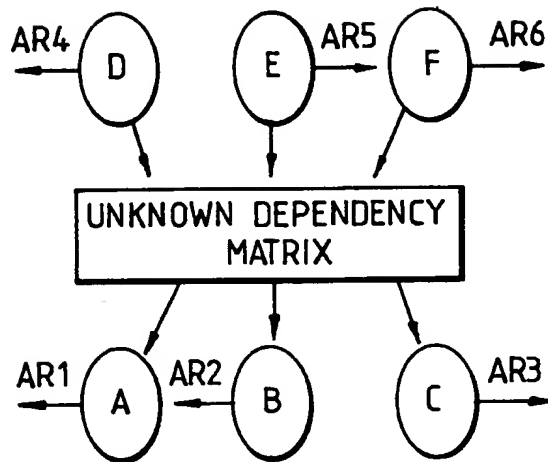 AR4 D E AR5 F AR6
UNKNOWN DEPENDENCY
MATRIX
AR1 A AR2 B C AR3